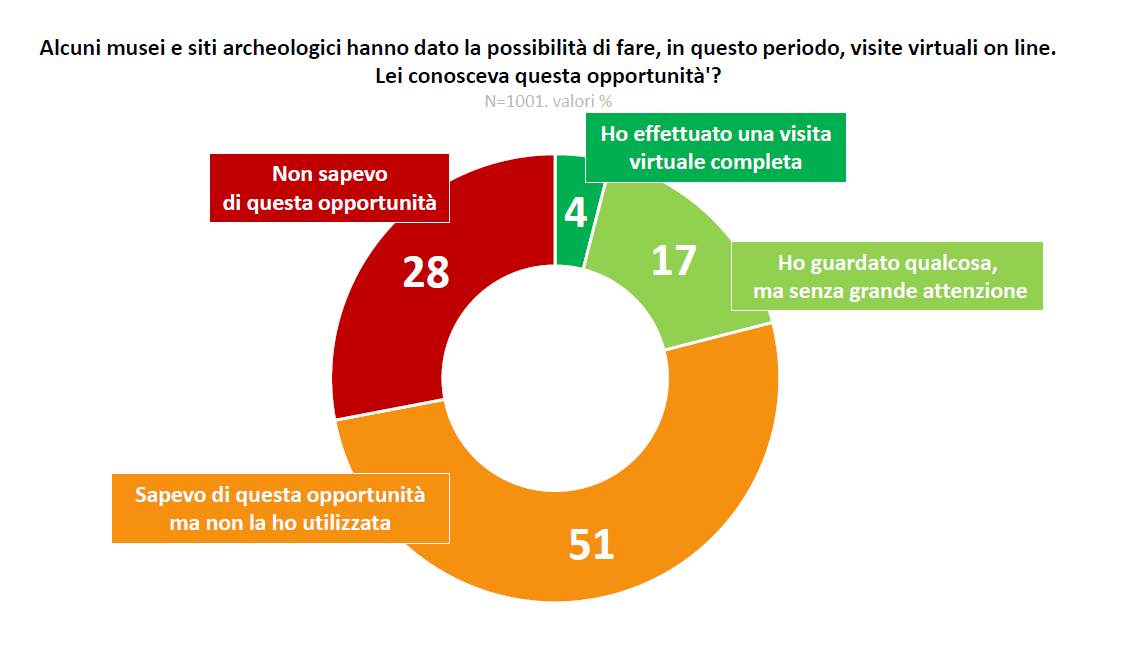 Alcuni musei e siti archeologici hanno dato la possibilità di fare, in questo periodo, visite virtuali on line.
Lei conosceva questa opportunità'?
N=1001. valori %
Ho effettuato una visita
virtuale completa
Non sapevo
di questa opportunità
4
17
28
Ho guardato qualcosa,
ma senza grande attenzione
Sapevo di questa opportunità
ma non la ho utilizzata
51